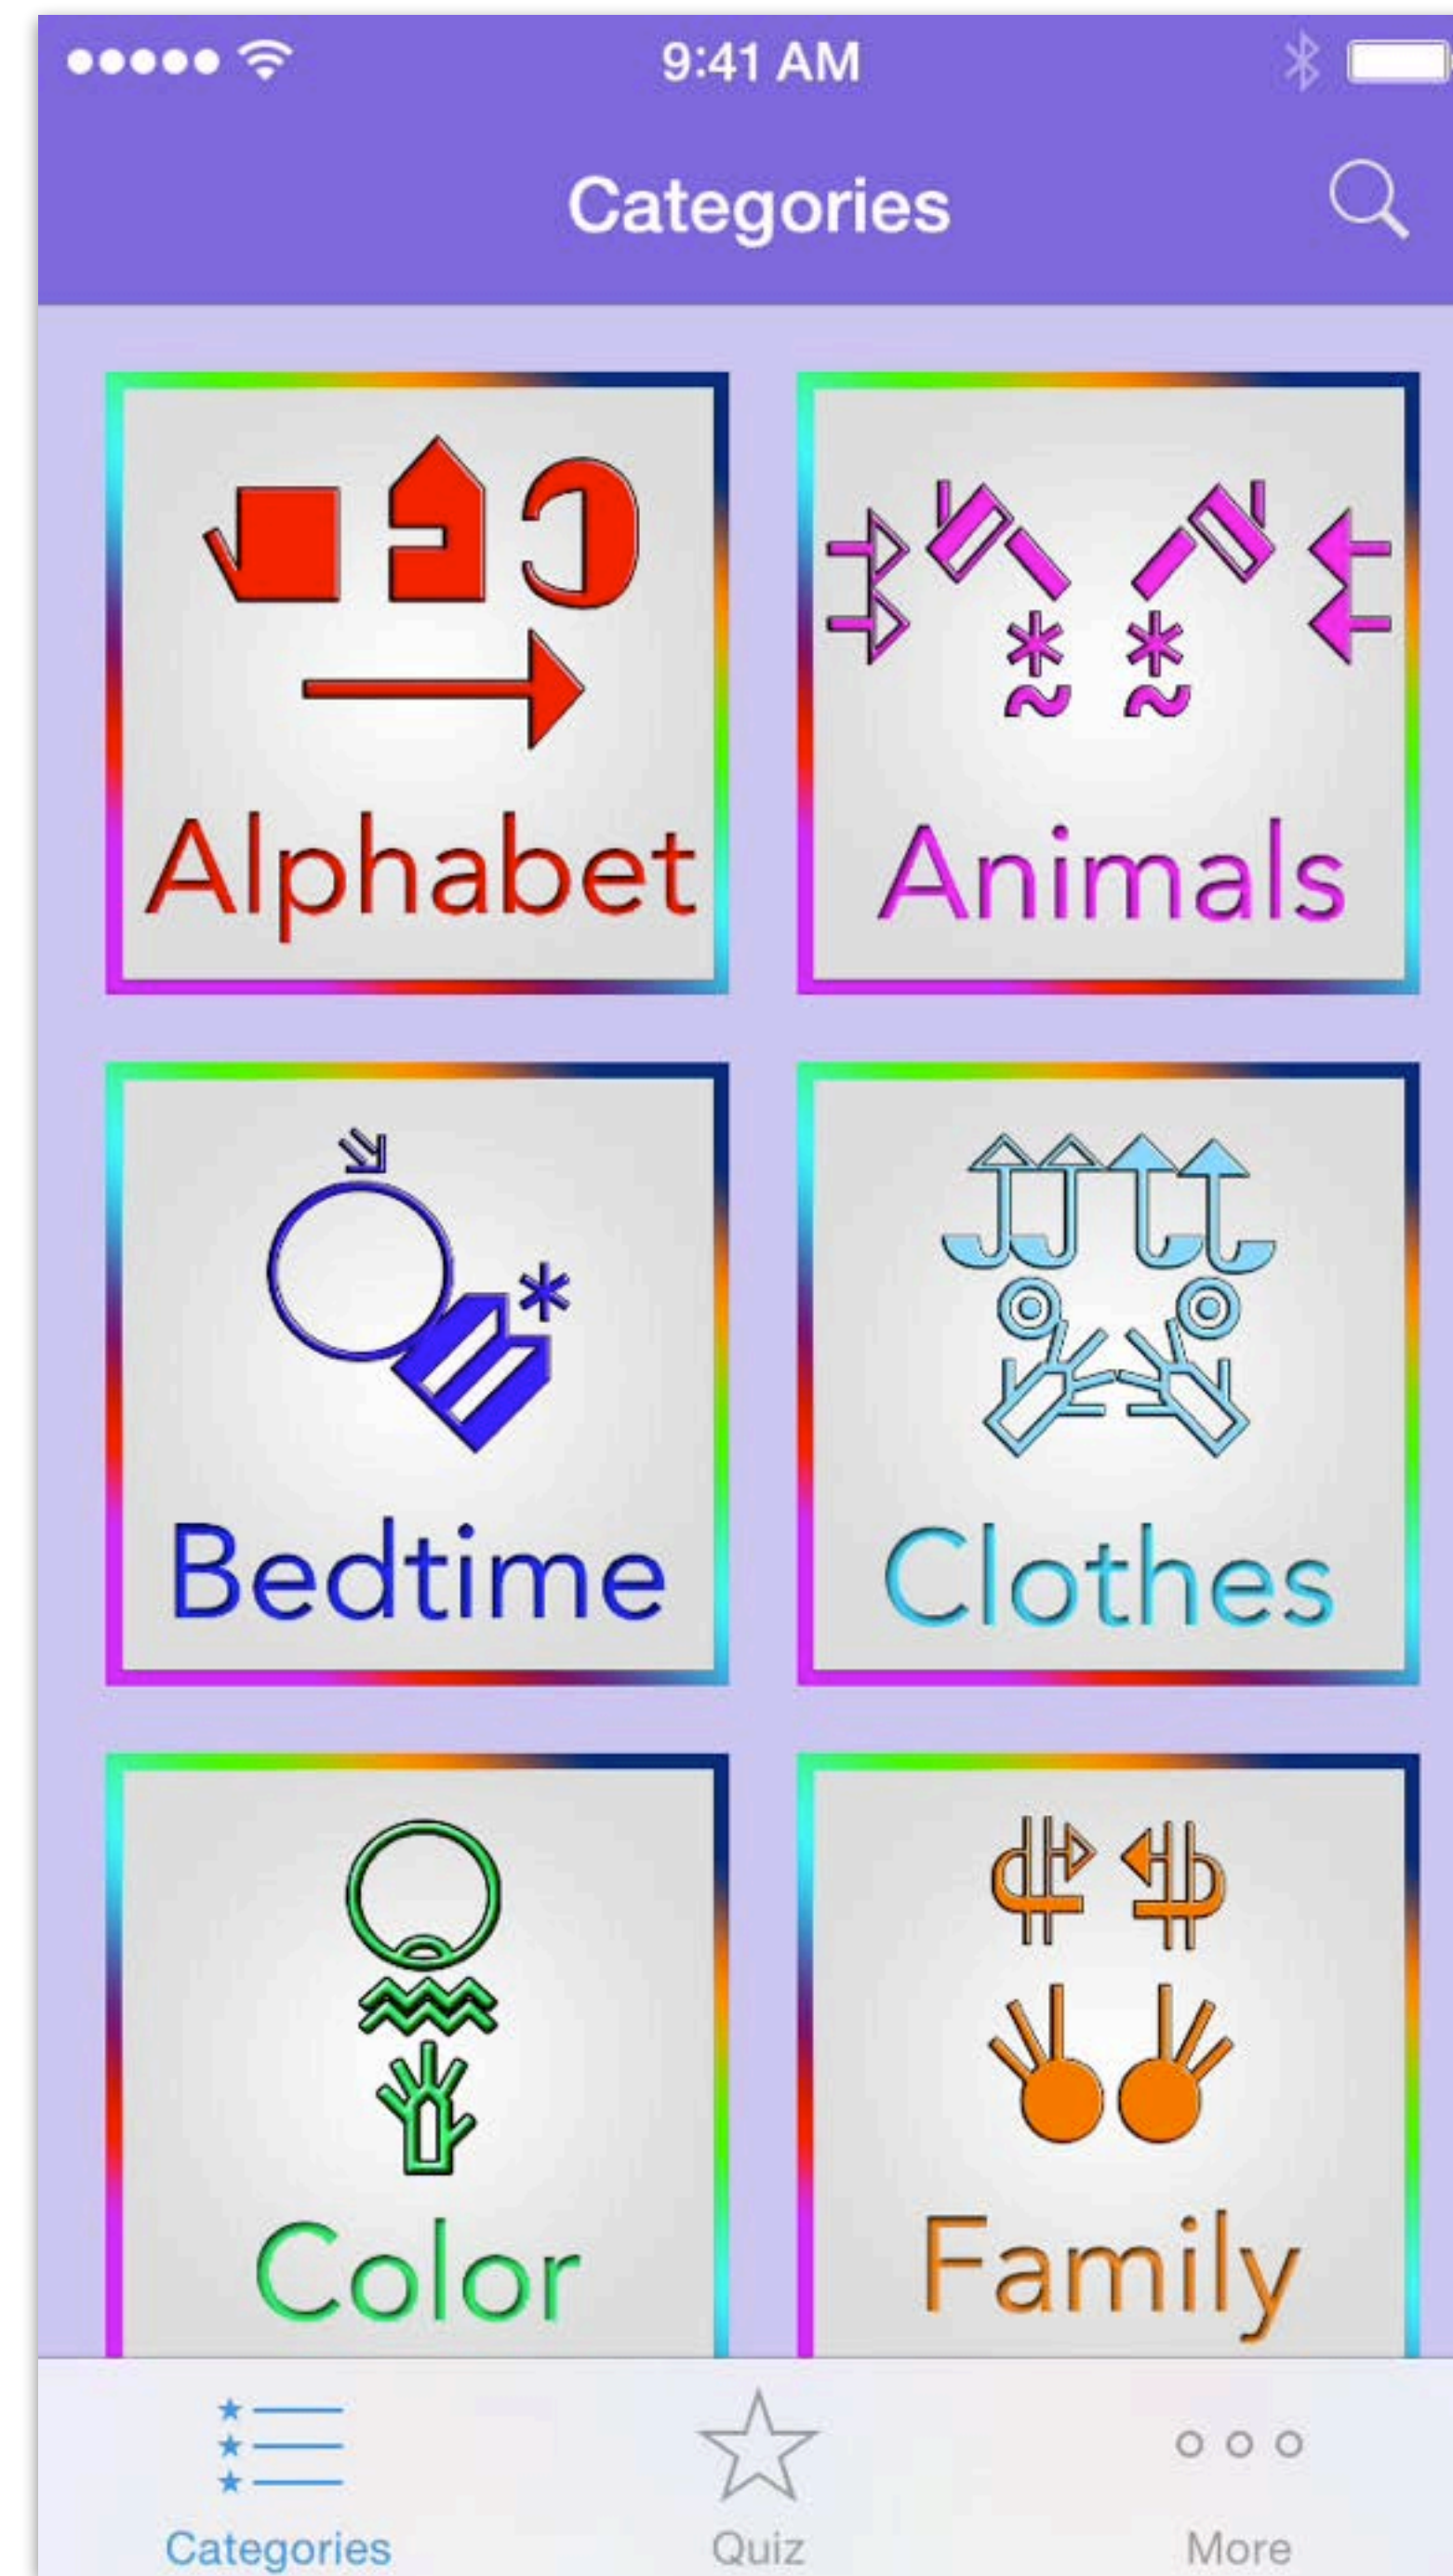 9:41 AM
Categories
Alphabet
Animals
Bedtime
Clothes
Color
Family
Categories
Quiz
More